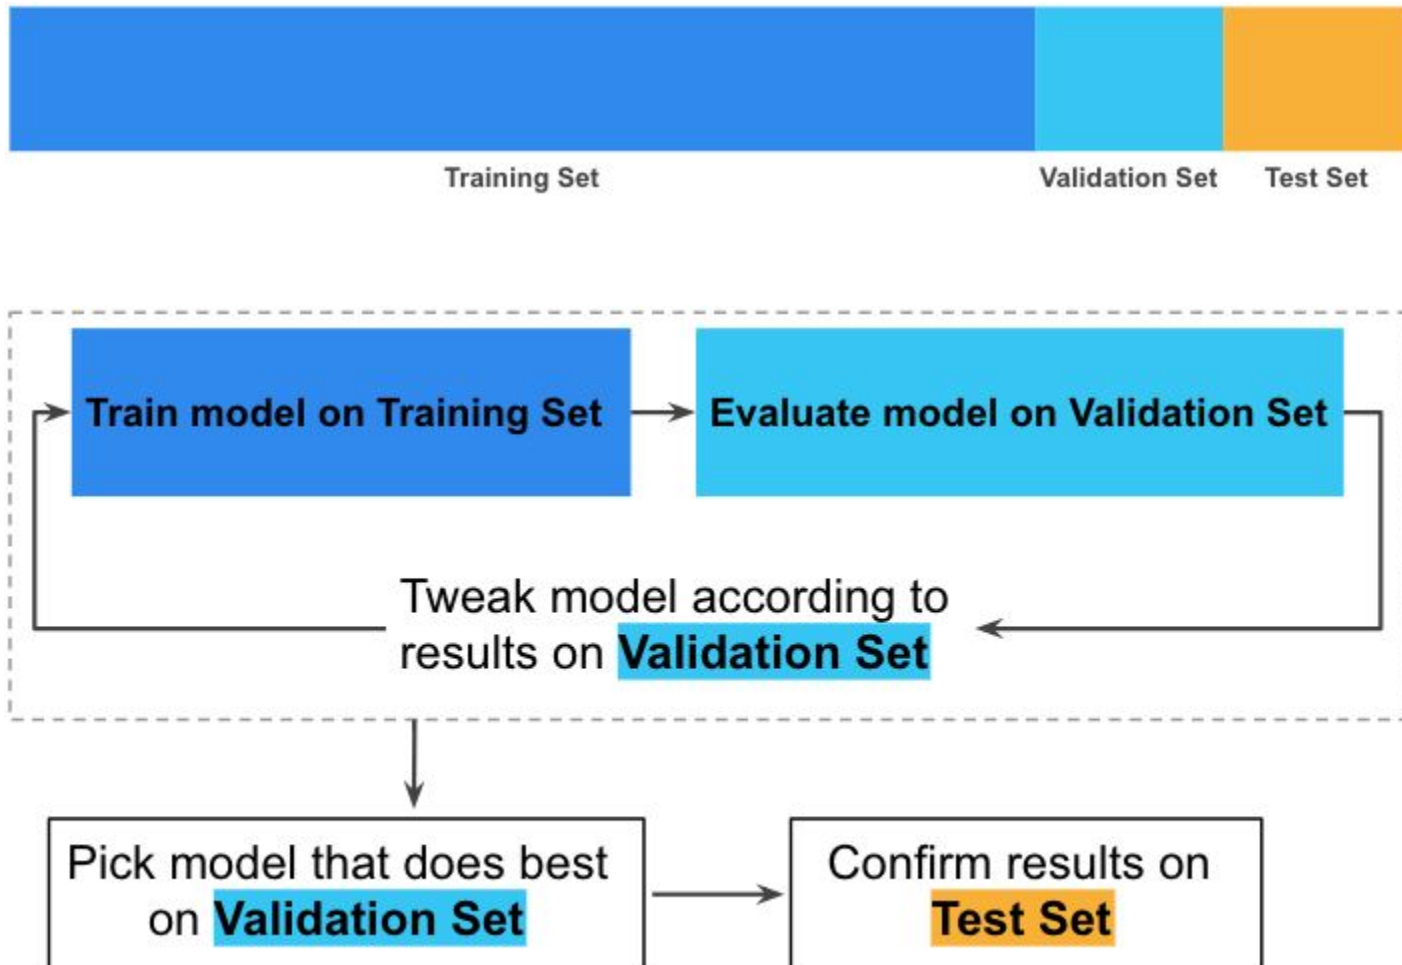 Training Set
Validation Set
Test Set
Train model on Training Set
Evaluate model on Validation Set
Tweak model according to
results on Validation Set
Pick model that does best
on Validation Set
Confirm results on
Test Set